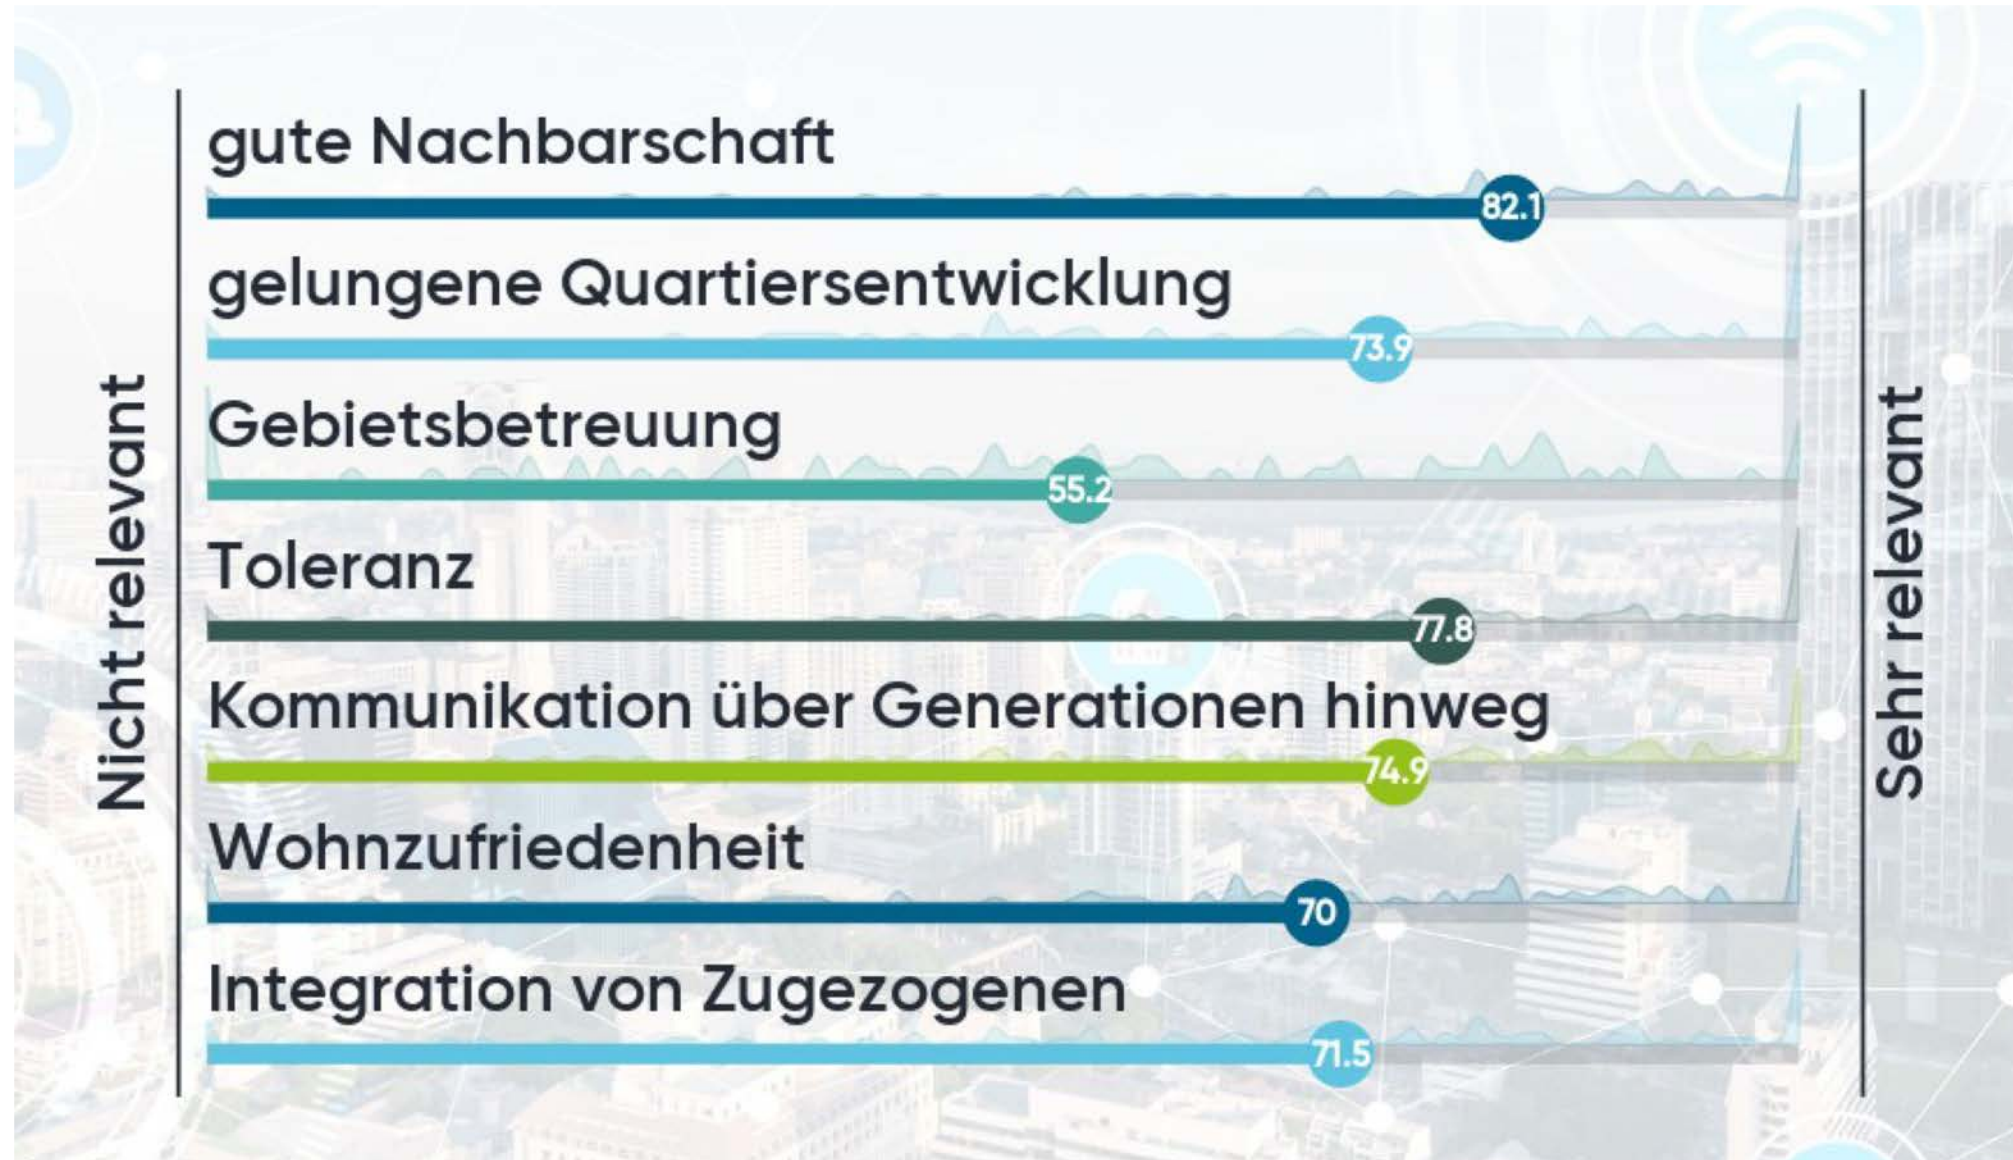 gute Nachbarschaft
82.1
gelungene Quartiersentwicklung
73.9
Gebietsbetreuung
55.2
Toleranz
77.8
Kommunikation über Generationen hinweg
74.9
Wohnzufriedenheit
70
Integration von Zugezogenen
71.5
Nicht relevant
Sehr relevant